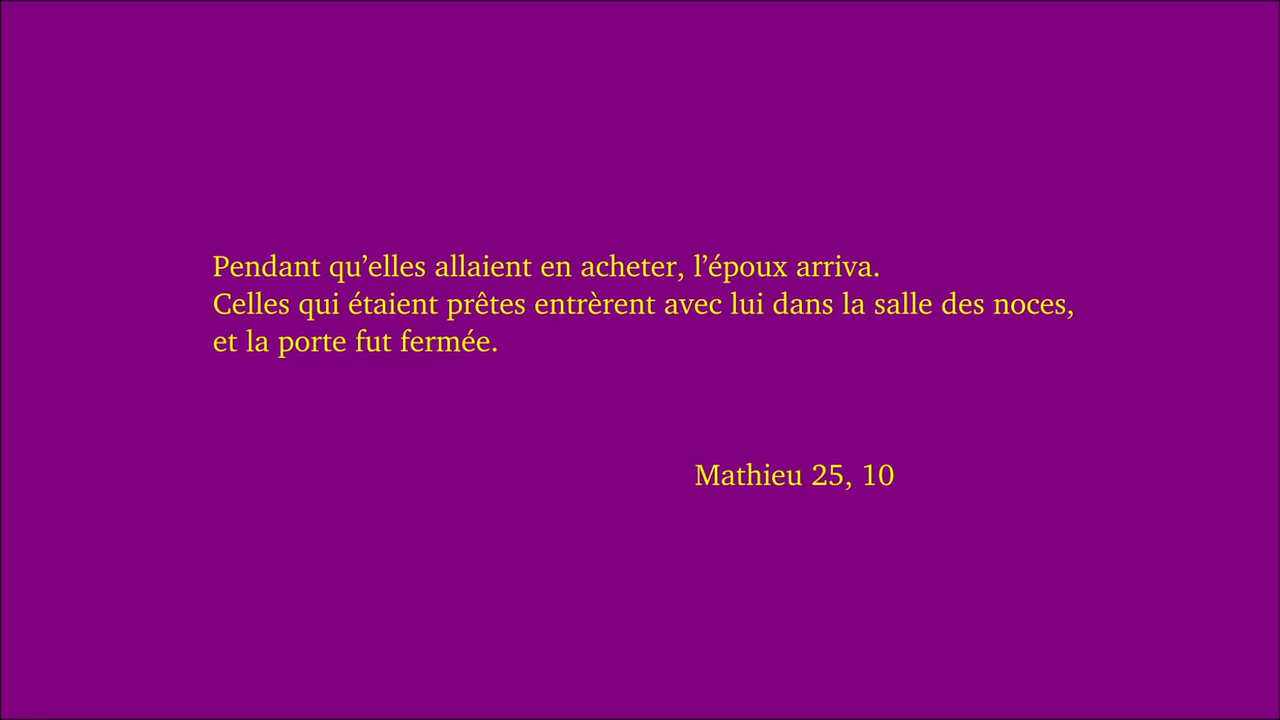 Pendant qu’elles allaient en acheter, l’époux arriva.
Celles qui étaient prêtes entrèrent avec lui dans la salle des noces,
et la porte fut fermée.
Mathieu 25, 10